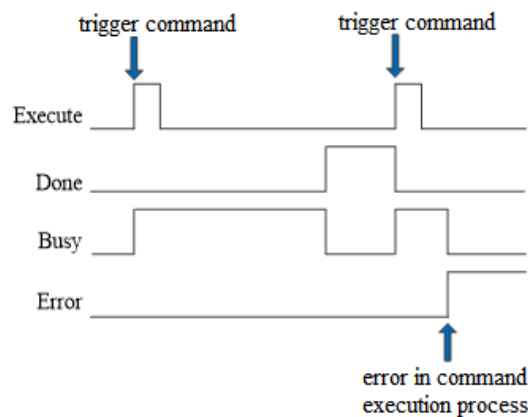 trigger command
trigger command
Execute
Done
Busy
Error
error in command
execution process